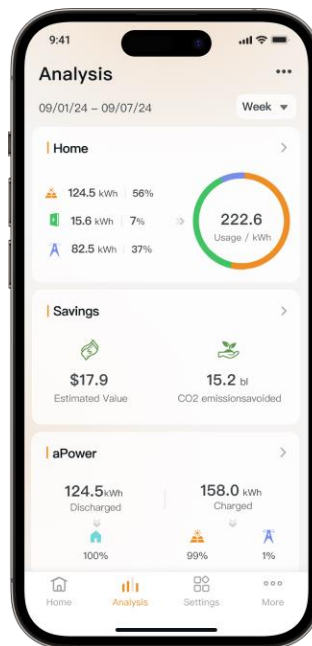 9:41
Analysis
09/01/24 – 09/07/24 Week
Home
124.5 kWh 56%
15.6 kWh 7%
82.5 kWh 37%
222.6
Usage / kWh
Savings
$17.9
Estimated Value
15.2 bl
CO2 emissionsavoided
aPower
124.5kWh
Discharged
158.0 kWh
Charged
100% 99% 1%
Home Analysis Settings More